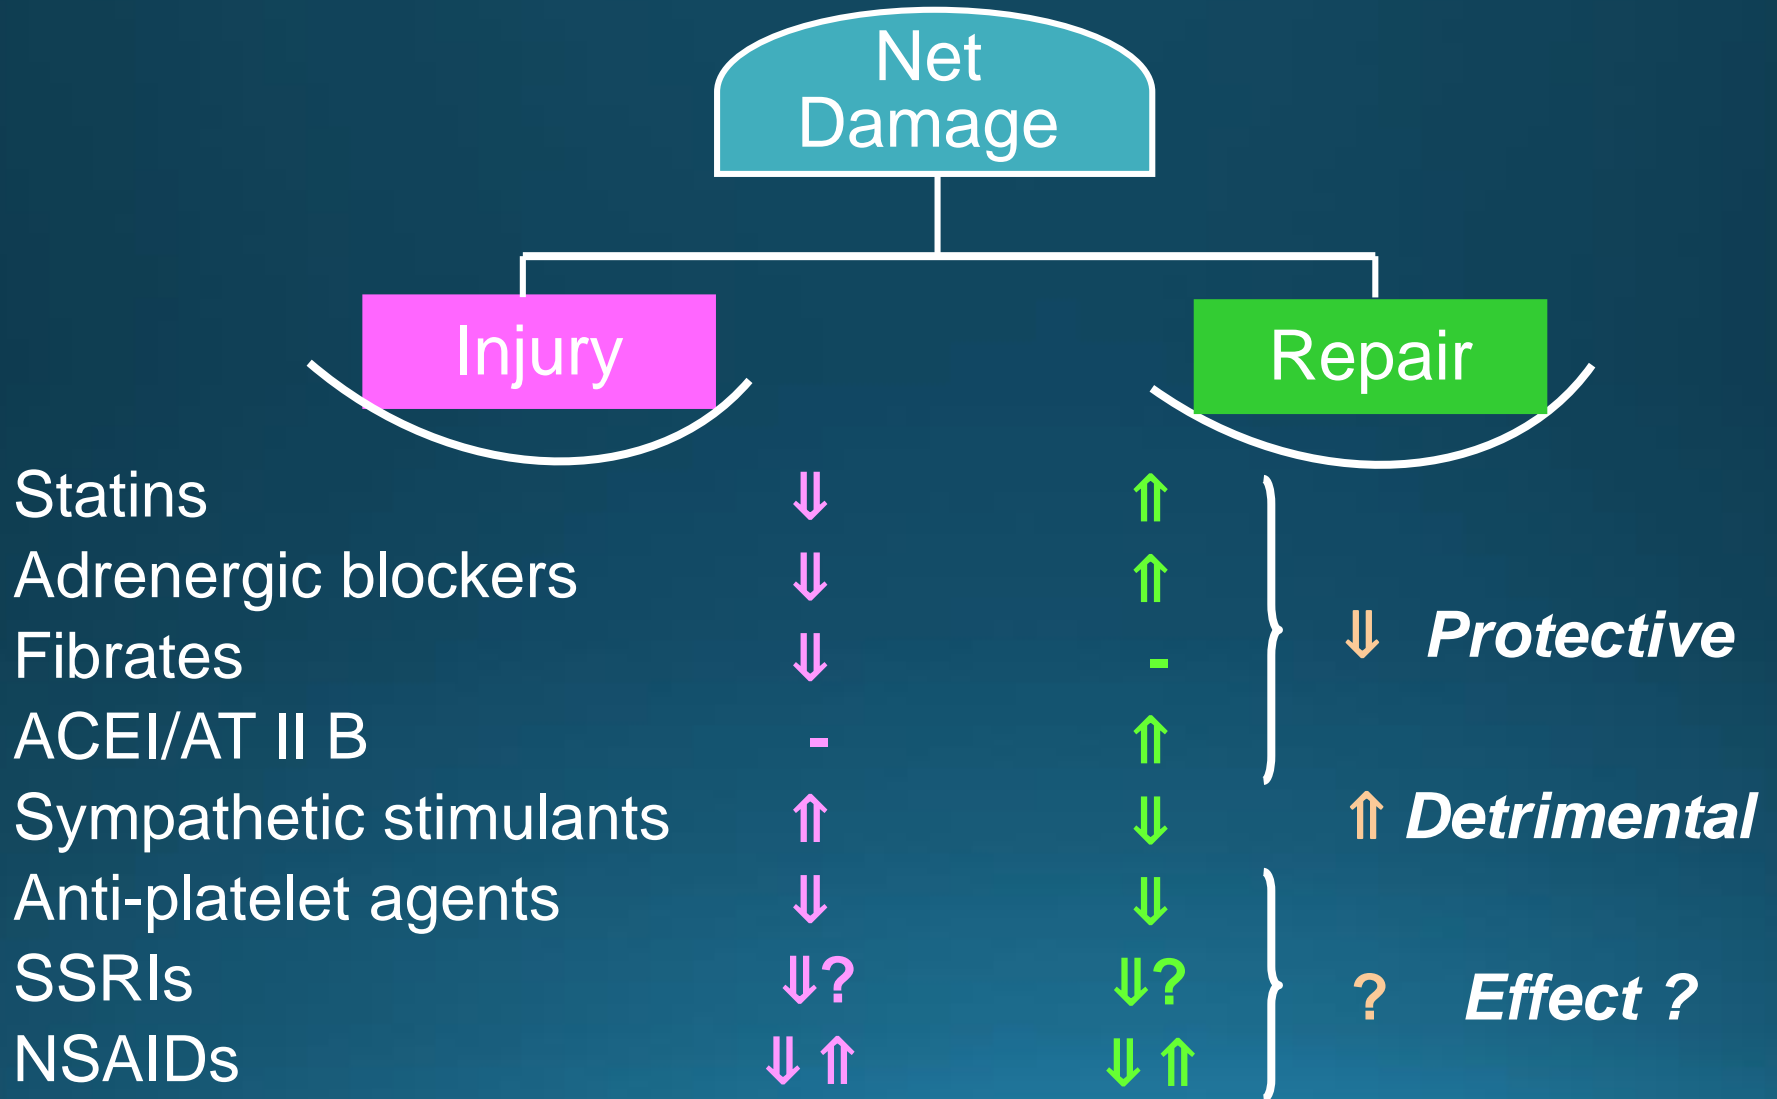 Net
Damage
Injury
Repair
Statins ⇓ ⇑
Adrenergic blockers ⇓ ⇑
Fibrates ⇓ -
⇓ Protective
ACEI/AT II B - ⇑
Sympathetic stimulants ⇑ ⇓ ⇑ Detrimental
Anti-platelet agents ⇓ ⇓
SSRIs ⇓? ⇓?
? Effect ?
NSAIDs ⇓ ⇑ ⇓ ⇑